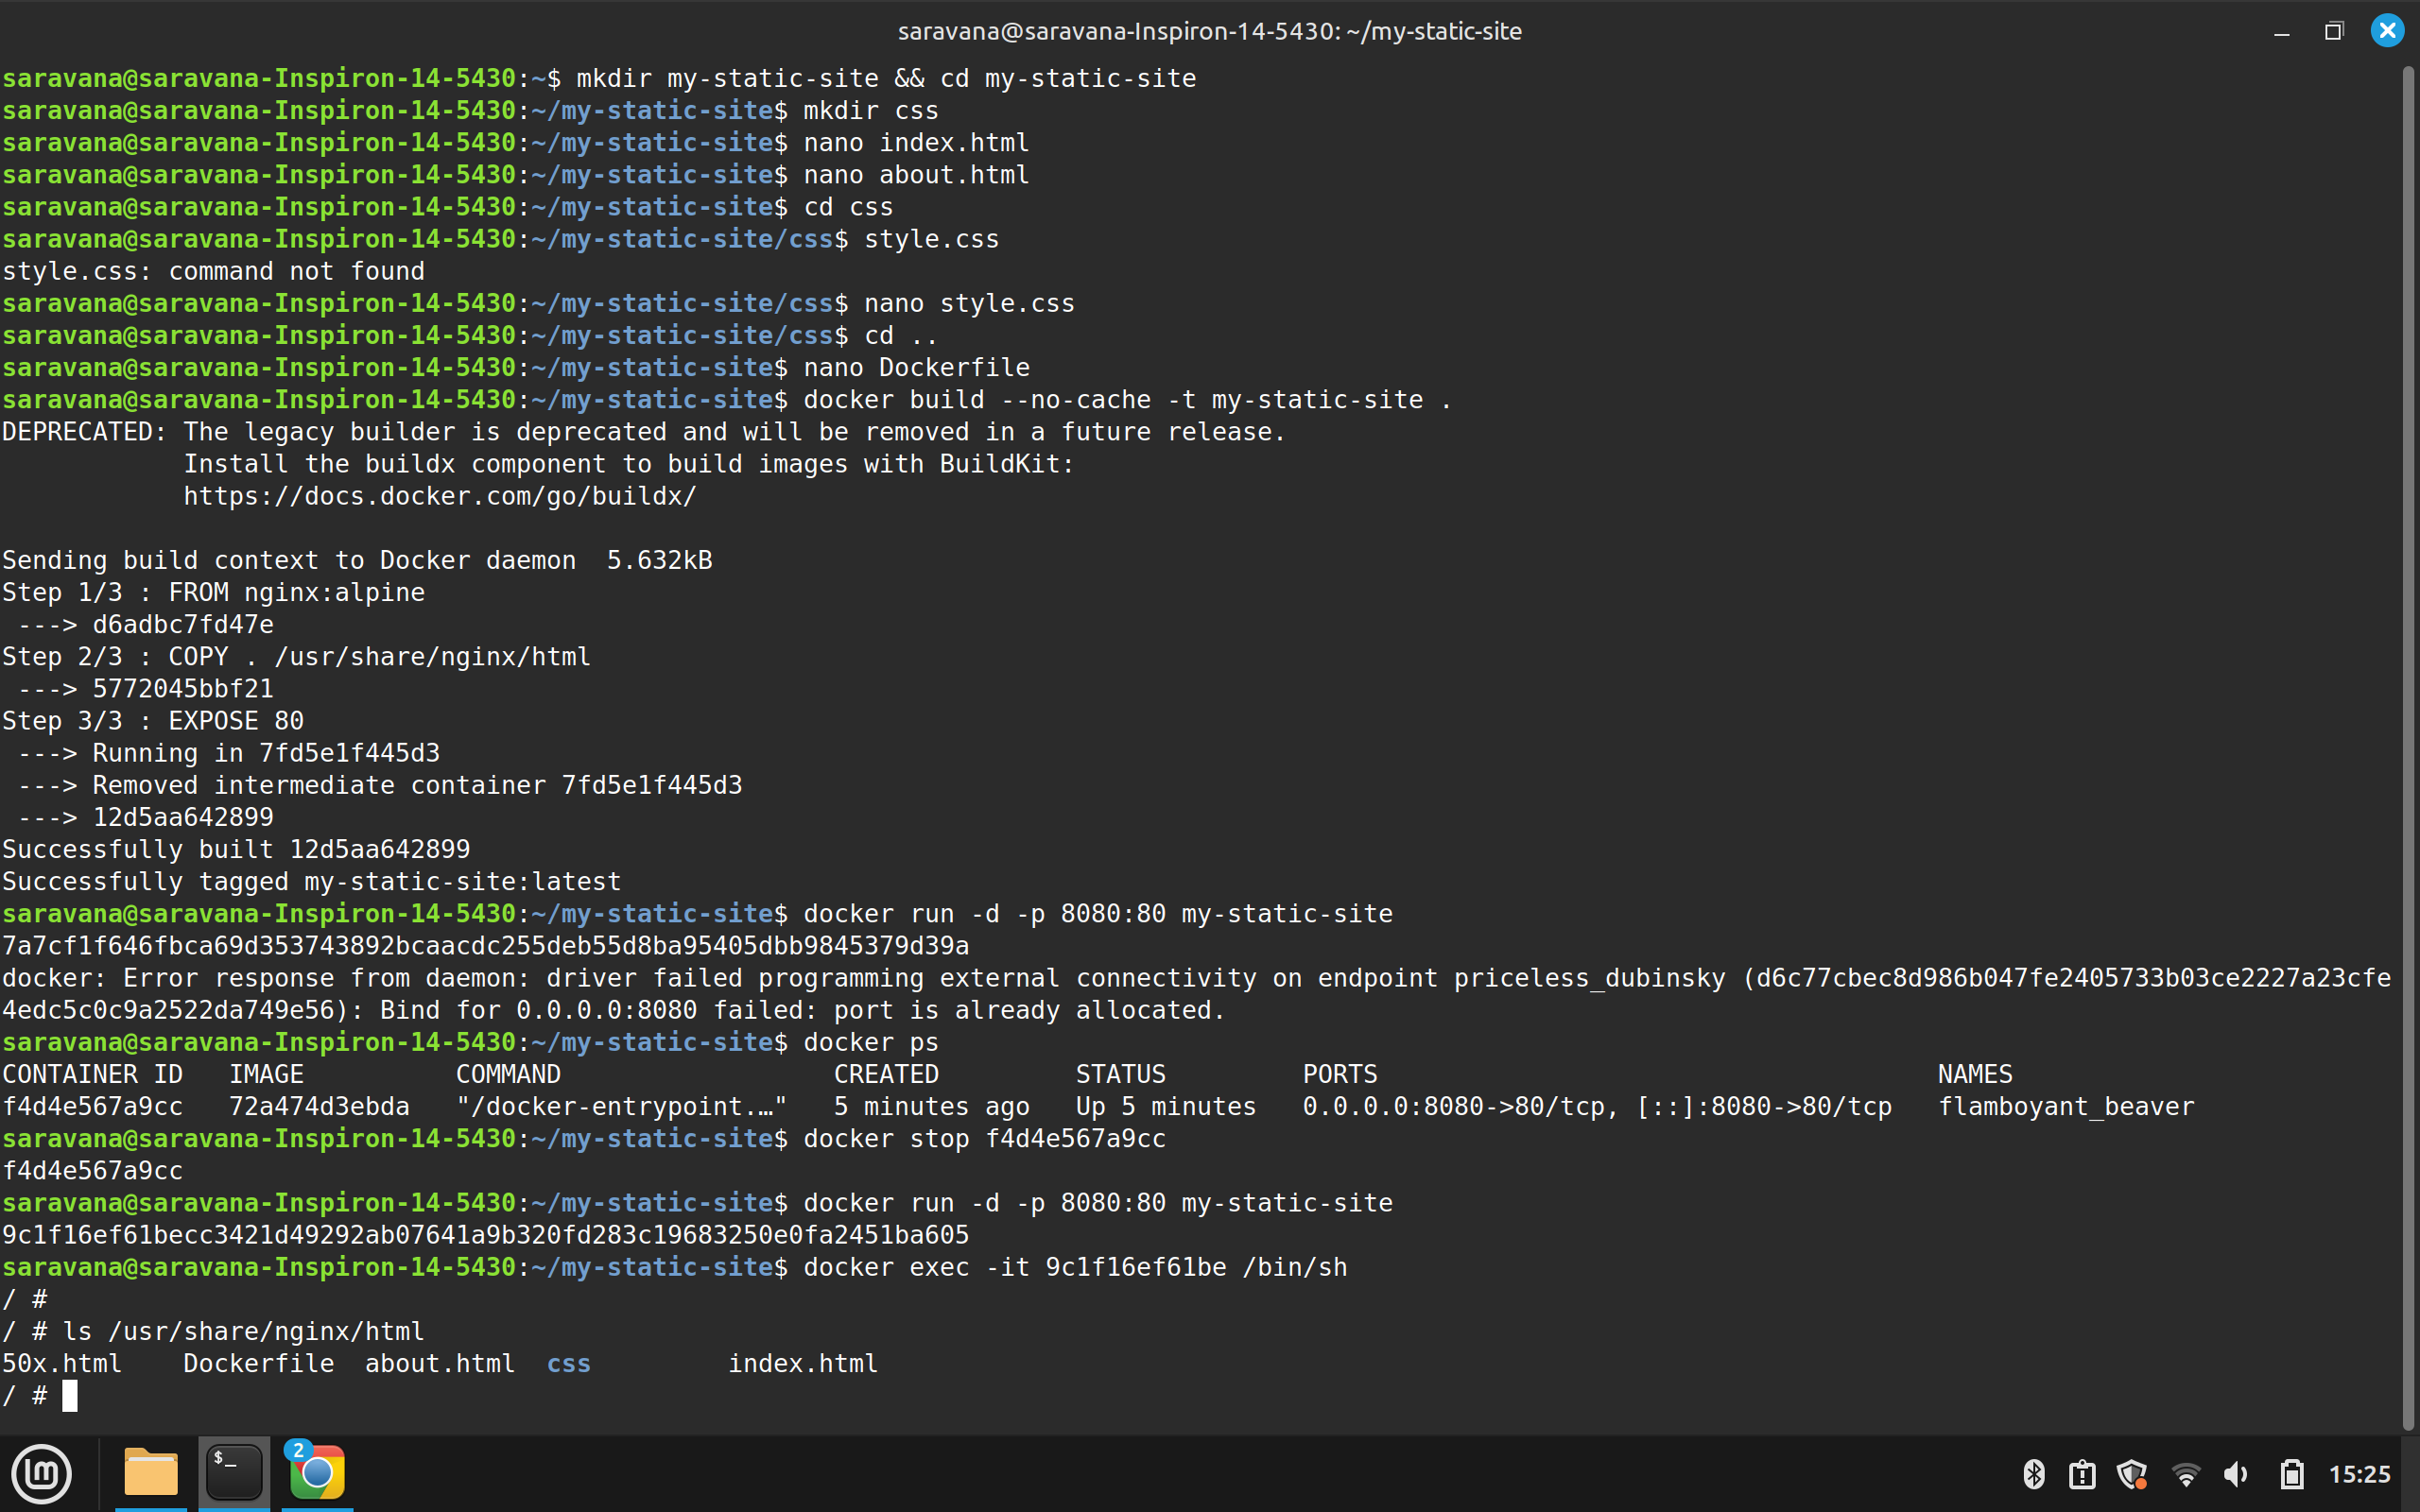 saravana@saravana-Inspiron-14-5430: ~/my-static-site
saravana@saravana-Inspiron-14-5430:~$ mkdir my-static-site && cd my-static-site
saravana@saravana-Inspiron-14-5430:~/my-static-site$ mkdir css
saravana@saravana-Inspiron-14-5430:~/my-static-site$ nano index.html
saravana@saravana-Inspiron-14-5430:~/my-static-site$ nano about.html
saravana@saravana-Inspiron-14-5430:~/my-static-site$ cd css
saravana@saravana-Inspiron-14-5430:~/my-static-site/css$ style.css
style.css: command not found
saravana@saravana-Inspiron-14-5430:~/my-static-site/css$ nano style.css
saravana@saravana-Inspiron-14-5430:~/my-static-site/css$ cd ..
saravana@saravana-Inspiron-14-5430:~/my-static-site$ nano Dockerfile
saravana@saravana-Inspiron-14-5430:~/my-static-site$ docker build --no-cache -t my-static-site .
DEPRECATED: The legacy builder is deprecated and will be removed in a future release.
            Install the buildx component to build images with BuildKit:
            https://docs.docker.com/go/buildx/

Sending build context to Docker daemon  5.632kB
Step 1/3 : FROM nginx:alpine
 ---> d6adbc7fd47e
Step 2/3 : COPY . /usr/share/nginx/html
 ---> 5772045bbf21
Step 3/3 : EXPOSE 80
 ---> Running in 7fd5e1f445d3
 ---> Removed intermediate container 7fd5e1f445d3
 ---> 12d5aa642899
Successfully built 12d5aa642899
Successfully tagged my-static-site:latest
saravana@saravana-Inspiron-14-5430:~/my-static-site$ docker run -d -p 8080:80 my-static-site
7a7cf1f646fbca69d353743892bcaacdc255deb55d8ba95405dbb9845379d39a
docker: Error response from daemon: driver failed programming external connectivity on endpoint priceless_dubinsky (d6c77cbec8d986b047fe2405733b03ce2227a23cfe
4edc5c0c9a2522da749e56): Bind for 0.0.0.0:8080 failed: port is already allocated.
saravana@saravana-Inspiron-14-5430:~/my-static-site$ docker ps
CONTAINER ID   IMAGE          COMMAND                  CREATED         STATUS         PORTS                                     NAMES
f4d4e567a9cc   72a474d3ebda   "/docker-entrypoint.…"   5 minutes ago   Up 5 minutes   0.0.0.0:8080->80/tcp, [::]:8080->80/tcp   flamboyant_beaver
saravana@saravana-Inspiron-14-5430:~/my-static-site$ docker stop f4d4e567a9cc
f4d4e567a9cc
saravana@saravana-Inspiron-14-5430:~/my-static-site$ docker run -d -p 8080:80 my-static-site
9c1f16ef61becc3421d49292ab07641a9b320fd283c19683250e0fa2451ba605
saravana@saravana-Inspiron-14-5430:~/my-static-site$ docker exec -it 9c1f16ef61be /bin/sh
/ #
/ # ls /usr/share/nginx/html
50x.html    Dockerfile  about.html  css         index.html
/ #
$_
2
15:25